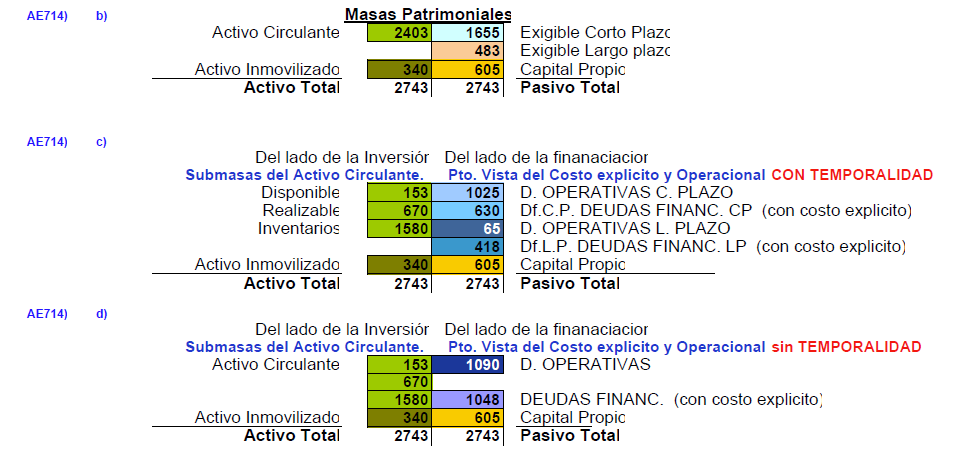 AE714) b) Masas Patrimoniales
Activo Circulante 2403 1655 Exigible Corto Plazo
483 Exigible Largo plazo
Activo Inmovilizado 340 605 Capital Propio
Activo Total 2743 2743 Pasivo Total
AE714) c)
Del lado de la Inversión Del lado de la finanaciacion
Submasas del Activo Circulante. Pto. Vista del Costo explicito y Operacional CON TEMPORALIDAD
Disponible 153 1025 D. OPERATIVAS C. PLAZO
Realizable 670 630 Df.C.P. DEUDAS FINANC. CP (con costo explicito)
Inventarios 1580 65 D. OPERATIVAS L. PLAZO
418 Df.L.P. DEUDAS FINANC. LP (con costo explicito)
Activo Inmovilizado 340 605 Capital Propio
Activo Total 2743 2743 Pasivo Total
AE714) d)
Del lado de la Inversión Del lado de la finanaciacion
Submasas del Activo Circulante. Pto. Vista del Costo explicito y Operacional sin TEMPORALIDAD
Activo Circulante 153 1090 D. OPERATIVAS
670
1580 1048 DEUDAS FINANC. (con costo explicito)
Activo Inmovilizado 340 605 Capital Propio
Activo Total 2743 2743 Pasivo Total